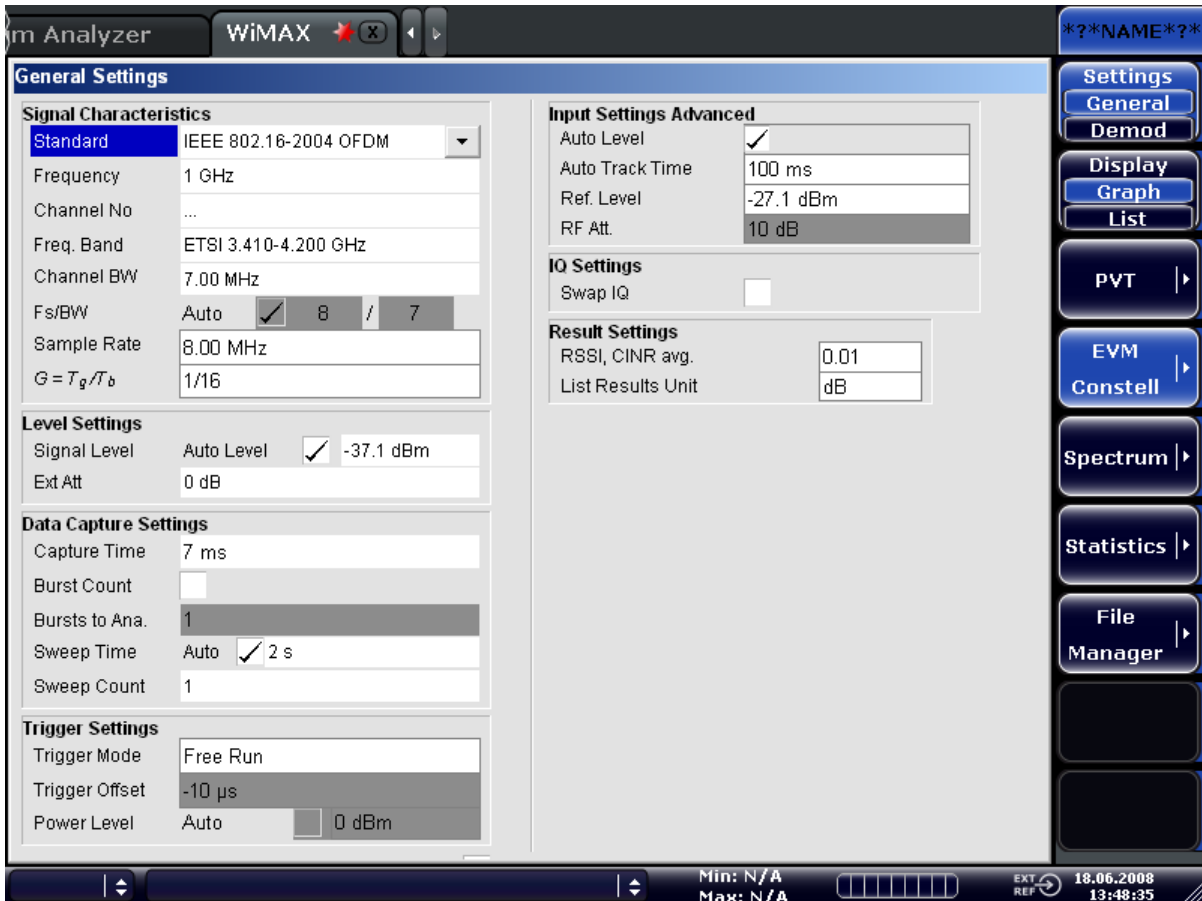 m Analyzer
WiMAX
x
*?*NAME*?*
General Settings
Signal Characteristics
Standard IEEE 802.16-2004 OFDM
Frequency 1 GHz
Channel No ...
Freq. Band ETSI 3.410-4.200 GHz
Channel BW 7.00 MHz
Fs/BW Auto 8 / 7
Sample Rate 8.00 MHz
G = Tg/Tb 1/16
Level Settings
Signal Level Auto Level -37.1 dBm
Ext Att 0 dB
Data Capture Settings
Capture Time 7 ms
Burst Count
Bursts to Ana. 1
Sweep Time Auto 2 s
Sweep Count 1
Trigger Settings
Trigger Mode Free Run
Trigger Offset -10 µs
Power Level Auto 0 dBm
Input Settings Advanced
Auto Level
Auto Track Time 100 ms
Ref. Level -27.1 dBm
RF Att. 10 dB
IQ Settings
Swap IQ
Result Settings
RSSI, CINR avg. 0.01
List Results Unit dB
Settings
General
Demod
Display
Graph
List
PVT
EVM
Constell
Spectrum
Statistics
File
Manager
Min: N/A
Max: N/A
EXT
REF
18.06.2008
13:48:35